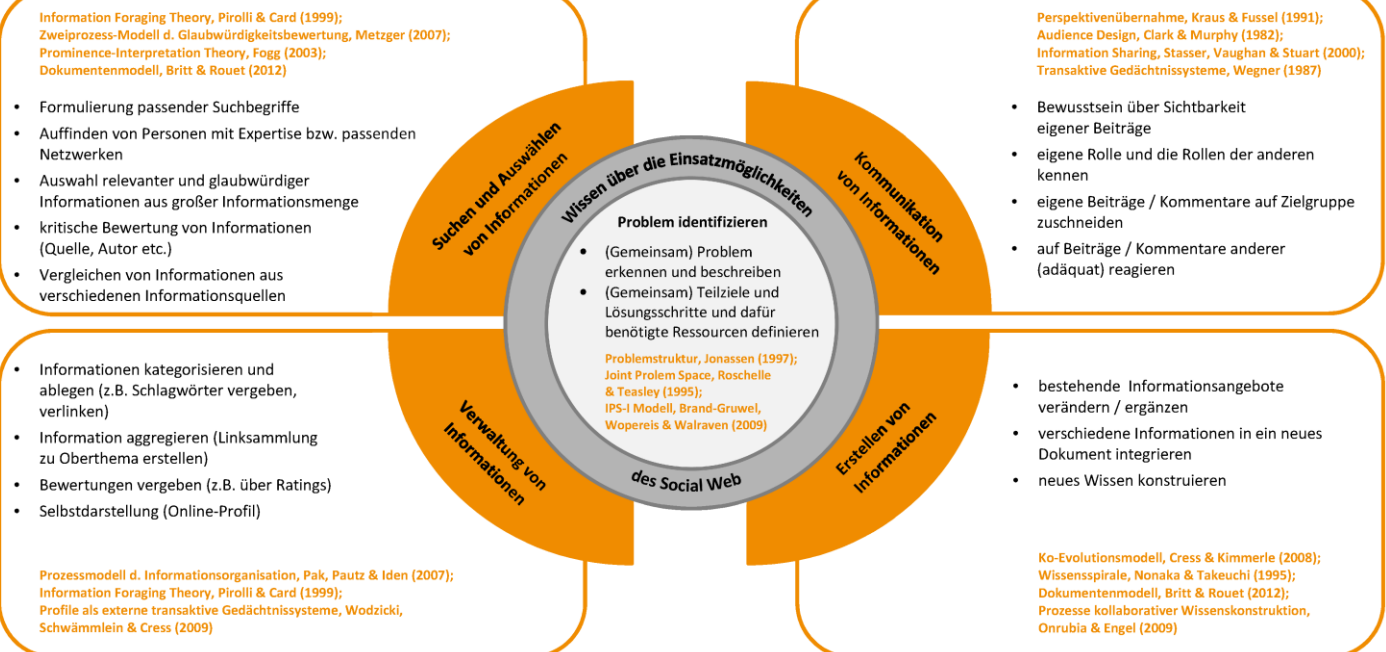 Information Foraging Theory, Pirolli & Card (1999);
Zweiprozess-Modell d. Glaubwürdigkeitsbewertung, Metzger (2007);
Prominence-Interpretation Theory, Fogg (2003);
Dokumentenmodell, Britt & Rouet (2012)
• Formulierung passender Suchbegriffe
• Auffinden von Personen mit Expertise bzw. passenden
Netzwerken
• Auswahl relevanter und glaubwürdiger
Informationen aus großer Informationsmenge
• kritische Bewertung von Informationen
(Quelle, Autor etc.)
• Vergleichen von Informationen aus
verschiedenen Informationsquellen
Suchen und Auswählen
von Informationen
Perspektivenübernahme, Kraus & Fussel (1991);
Audience Design, Clark & Murphy (1982);
Information Sharing, Stasser, Vaughan & Stuart (2000);
Transaktive Gedächtnissysteme, Wegner (1987)
• Bewusstsein über Sichtbarkeit
eigener Beiträge
• eigene Rolle und die Rollen der anderen
kennen
• eigene Beiträge / Kommentare auf Zielgruppe
zuschneiden
• auf Beiträge / Kommentare anderer
(adäquat) reagieren
Kommunikation
von Informationen
Wissen über die Einsatzmöglichkeiten
des Social Web
Problem identifizieren
• (Gemeinsam) Problem
erkennen und beschreiben
• (Gemeinsam) Teilziele und
Lösungsschritte und dafür
benötigte Ressourcen definieren
Problemstruktur, Jonassen (1997);
Joint Prolem Space, Roschelle
& Teasley (1995);
IPS-I Modell, Brand-Gruwel,
Wopereis & Walraven (2009)
• Informationen kategorisieren und
ablegen (z.B. Schlagwörter vergeben,
verlinken)
• Information aggregieren (Linksammlung
zu Oberthema erstellen)
• Bewertungen vergeben (z.B. über Ratings)
• Selbstdarstellung (Online-Profil)
Prozessmodell d. Informationsorganisation, Pak, Pautz & Iden (2007);
Information Foraging Theory, Pirolli & Card (1999);
Profile als externe transaktive Gedächtnissysteme, Wodzicki,
Schwämmlein & Cress (2009)
Verwaltung von
Informationen
Erstellen von
Informationen
• bestehende Informationsangebote
verändern / ergänzen
• verschiedene Informationen in ein neues
Dokument integrieren
• neues Wissen konstruieren
Ko-Evolutionsmodell, Cress & Kimmerle (2008);
Wissensspirale, Nonaka & Takeuchi (1995);
Dokumentenmodell, Britt & Rouet (2012);
Prozesse kollaborativer Wissenskonstruktion,
Onrubia & Engel (2009)